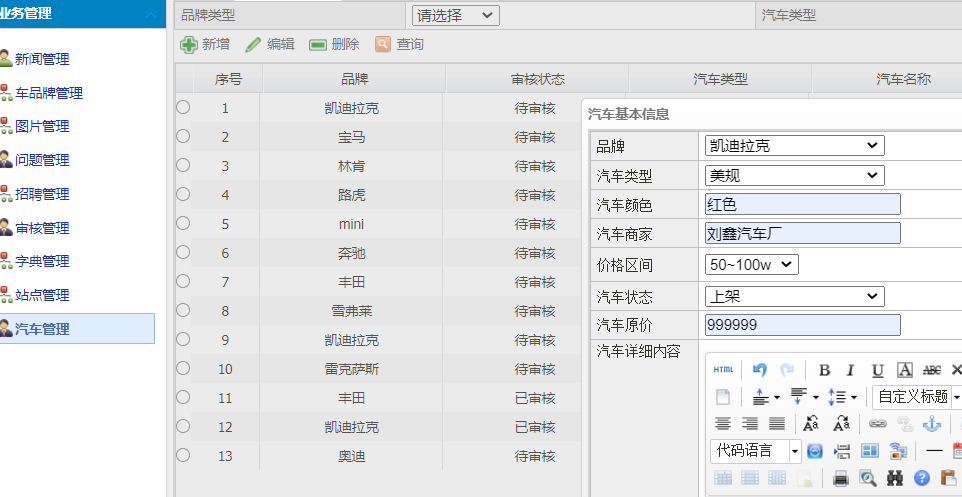 业务管理
新闻管理
车品牌管理
图片管理
问题管理
招聘管理
审核管理
字典管理
站点管理
汽车管理
品牌类型 请选择 汽车类型
新增 编辑 删除 查询
序号 品牌 审核状态 汽车类型 汽车名称
1 凯迪拉克 待审核
2 宝马 待审核
3 林肯 待审核
4 路虎 待审核
5 mini 待审核
6 奔驰 待审核
7 丰田 待审核
8 雪弗莱 待审核
9 凯迪拉克 待审核
10 雷克萨斯 待审核
11 丰田 已审核
12 凯迪拉克 已审核
13 奥迪 待审核
汽车基本信息
品牌 凯迪拉克
汽车类型 美规
汽车颜色 红色
汽车商家 刘鑫汽车厂
价格区间 50~100w
汽车状态 上架
汽车原价 999999
汽车详细内容
HTML B I U A ABC
自定义标题
代码语言